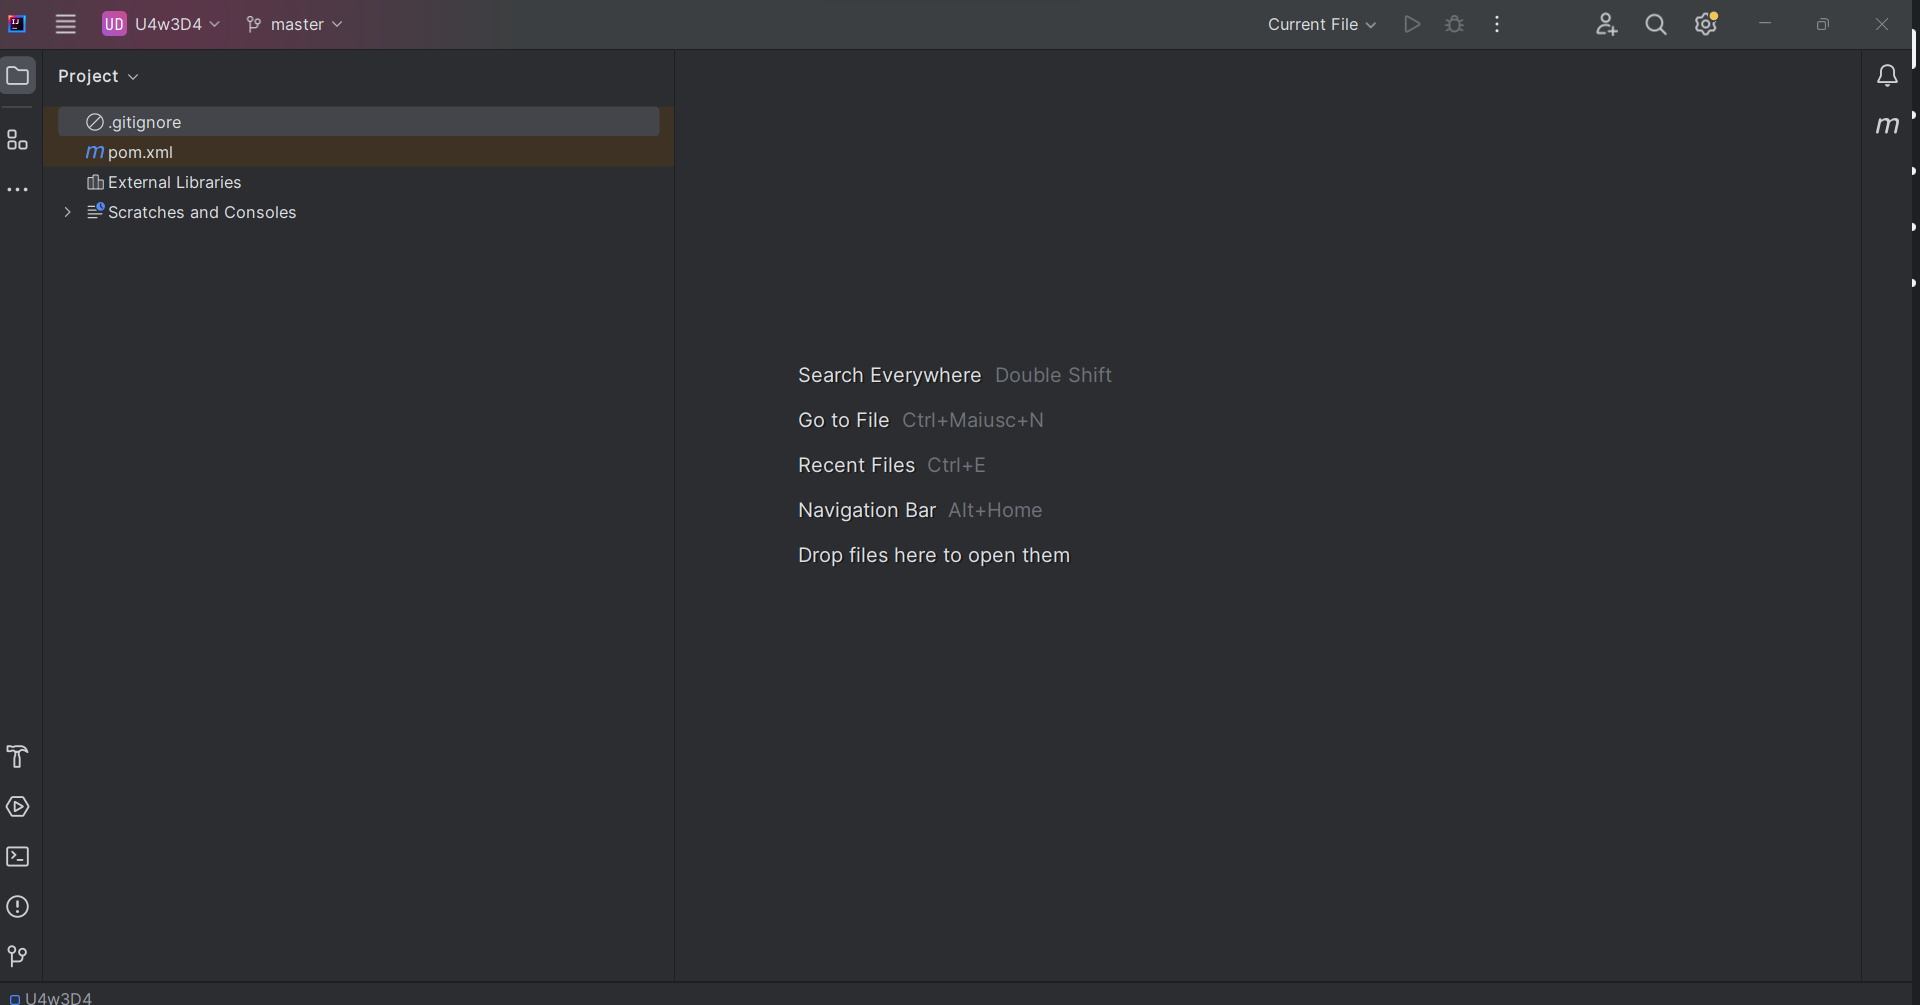 UD U4w3D4 master Current File
Project
.gitignore
m pom.xml
External Libraries
Scratches and Consoles
m
Search Everywhere Double Shift
Go to File Ctrl+Maiusc+N
Recent Files Ctrl+E
Navigation Bar Alt+Home
Drop files here to open them
U4w3D4